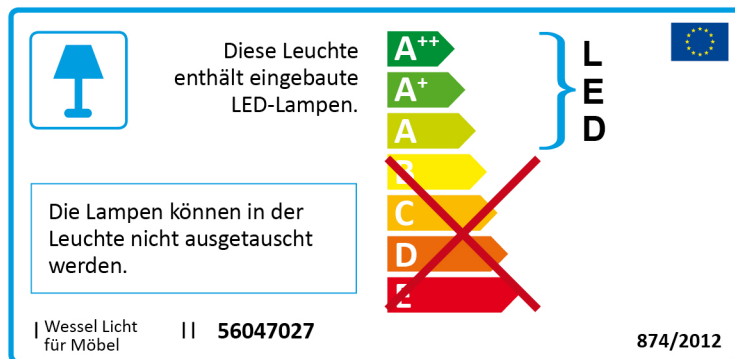 Diese Leuchte
enthält eingebaute
LED-Lampen.
A++
A+
A
B
C
D
E
L
E
D
Die Lampen können in der
Leuchte nicht ausgetauscht
werden.
I Wessel Licht
für Möbel
II 56047027
874/2012